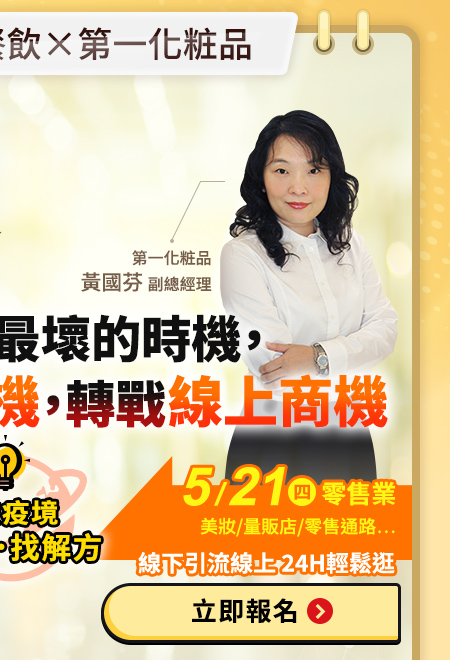 餐飲×第一化粧品
第一化粧品
黃國芬 副總經理
最壞的時機，
機，轉戰線上商機
5/21四 零售業
疫境
美妝/量販店/零售通路…
·找解方
線下引流線上 24H輕鬆逛
立即報名